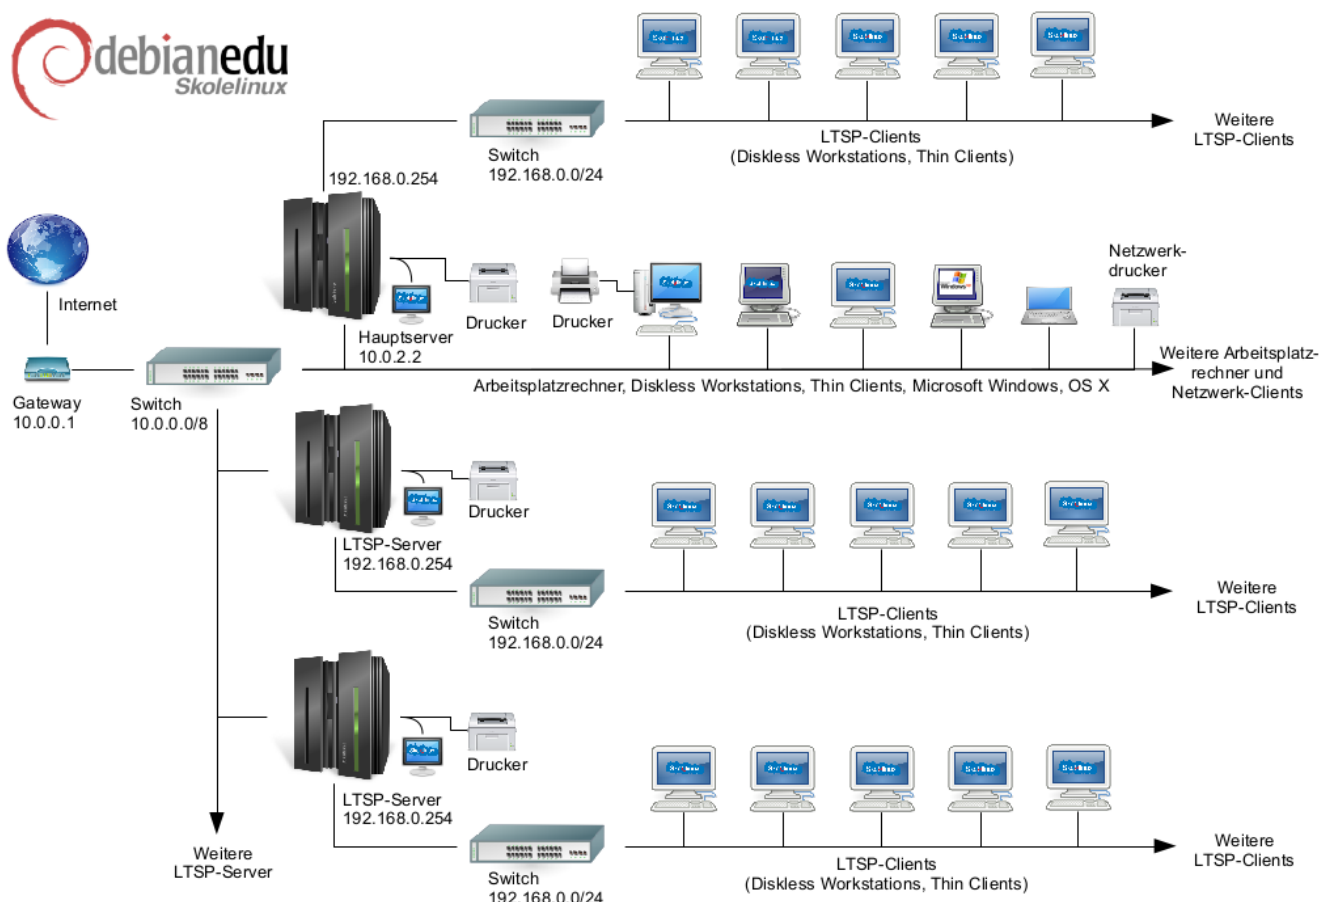 debianedu
Skolelinux
Switch
192.168.0.0/24
LTSP-Clients
(Diskless Workstations, Thin Clients)
Weitere
LTSP-Clients
192.168.0.254
Internet
Hauptserver
10.0.2.2
Drucker
Drucker
Windows
Netzwerk-
drucker
Gateway
10.0.0.1
Switch
10.0.0.0/8
Arbeitsplatzrechner, Diskless Workstations, Thin Clients, Microsoft Windows, OS X
Weitere Arbeitsplatz-
rechner und
Netzwerk-Clients
Drucker
LTSP-Server
192.168.0.254
Switch
192.168.0.0/24
LTSP-Clients
(Diskless Workstations, Thin Clients)
Weitere
LTSP-Clients
Drucker
LTSP-Server
192.168.0.254
Weitere
LTSP-Server
Switch
192.168.0.0/24
LTSP-Clients
(Diskless Workstations, Thin Clients)
Weitere
LTSP-Clients